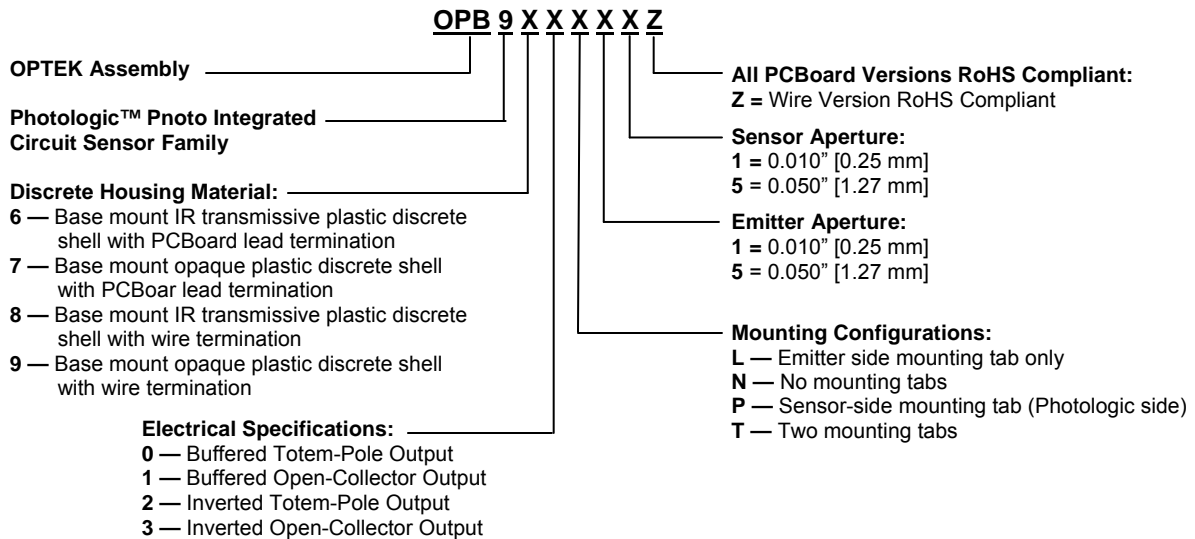 OPB 9 X X X X X Z
OPTEK Assembly
Photologic™ Pnoto Integrated
Circuit Sensor Family
Discrete Housing Material:
6 — Base mount IR transmissive plastic discrete
shell with PCBoard lead termination
7 — Base mount opaque plastic discrete shell
with PCBoar lead termination
8 — Base mount IR transmissive plastic discrete
shell with wire termination
9 — Base mount opaque plastic discrete shell
with wire termination
Electrical Specifications:
0 — Buffered Totem-Pole Output
1 — Buffered Open-Collector Output
2 — Inverted Totem-Pole Output
3 — Inverted Open-Collector Output
All PCBoard Versions RoHS Compliant:
Z = Wire Version RoHS Compliant
Sensor Aperture:
1 = 0.010” [0.25 mm]
5 = 0.050” [1.27 mm]
Emitter Aperture:
1 = 0.010” [0.25 mm]
5 = 0.050” [1.27 mm]
Mounting Configurations:
L — Emitter side mounting tab only
N — No mounting tabs
P — Sensor-side mounting tab (Photologic side)
T — Two mounting tabs